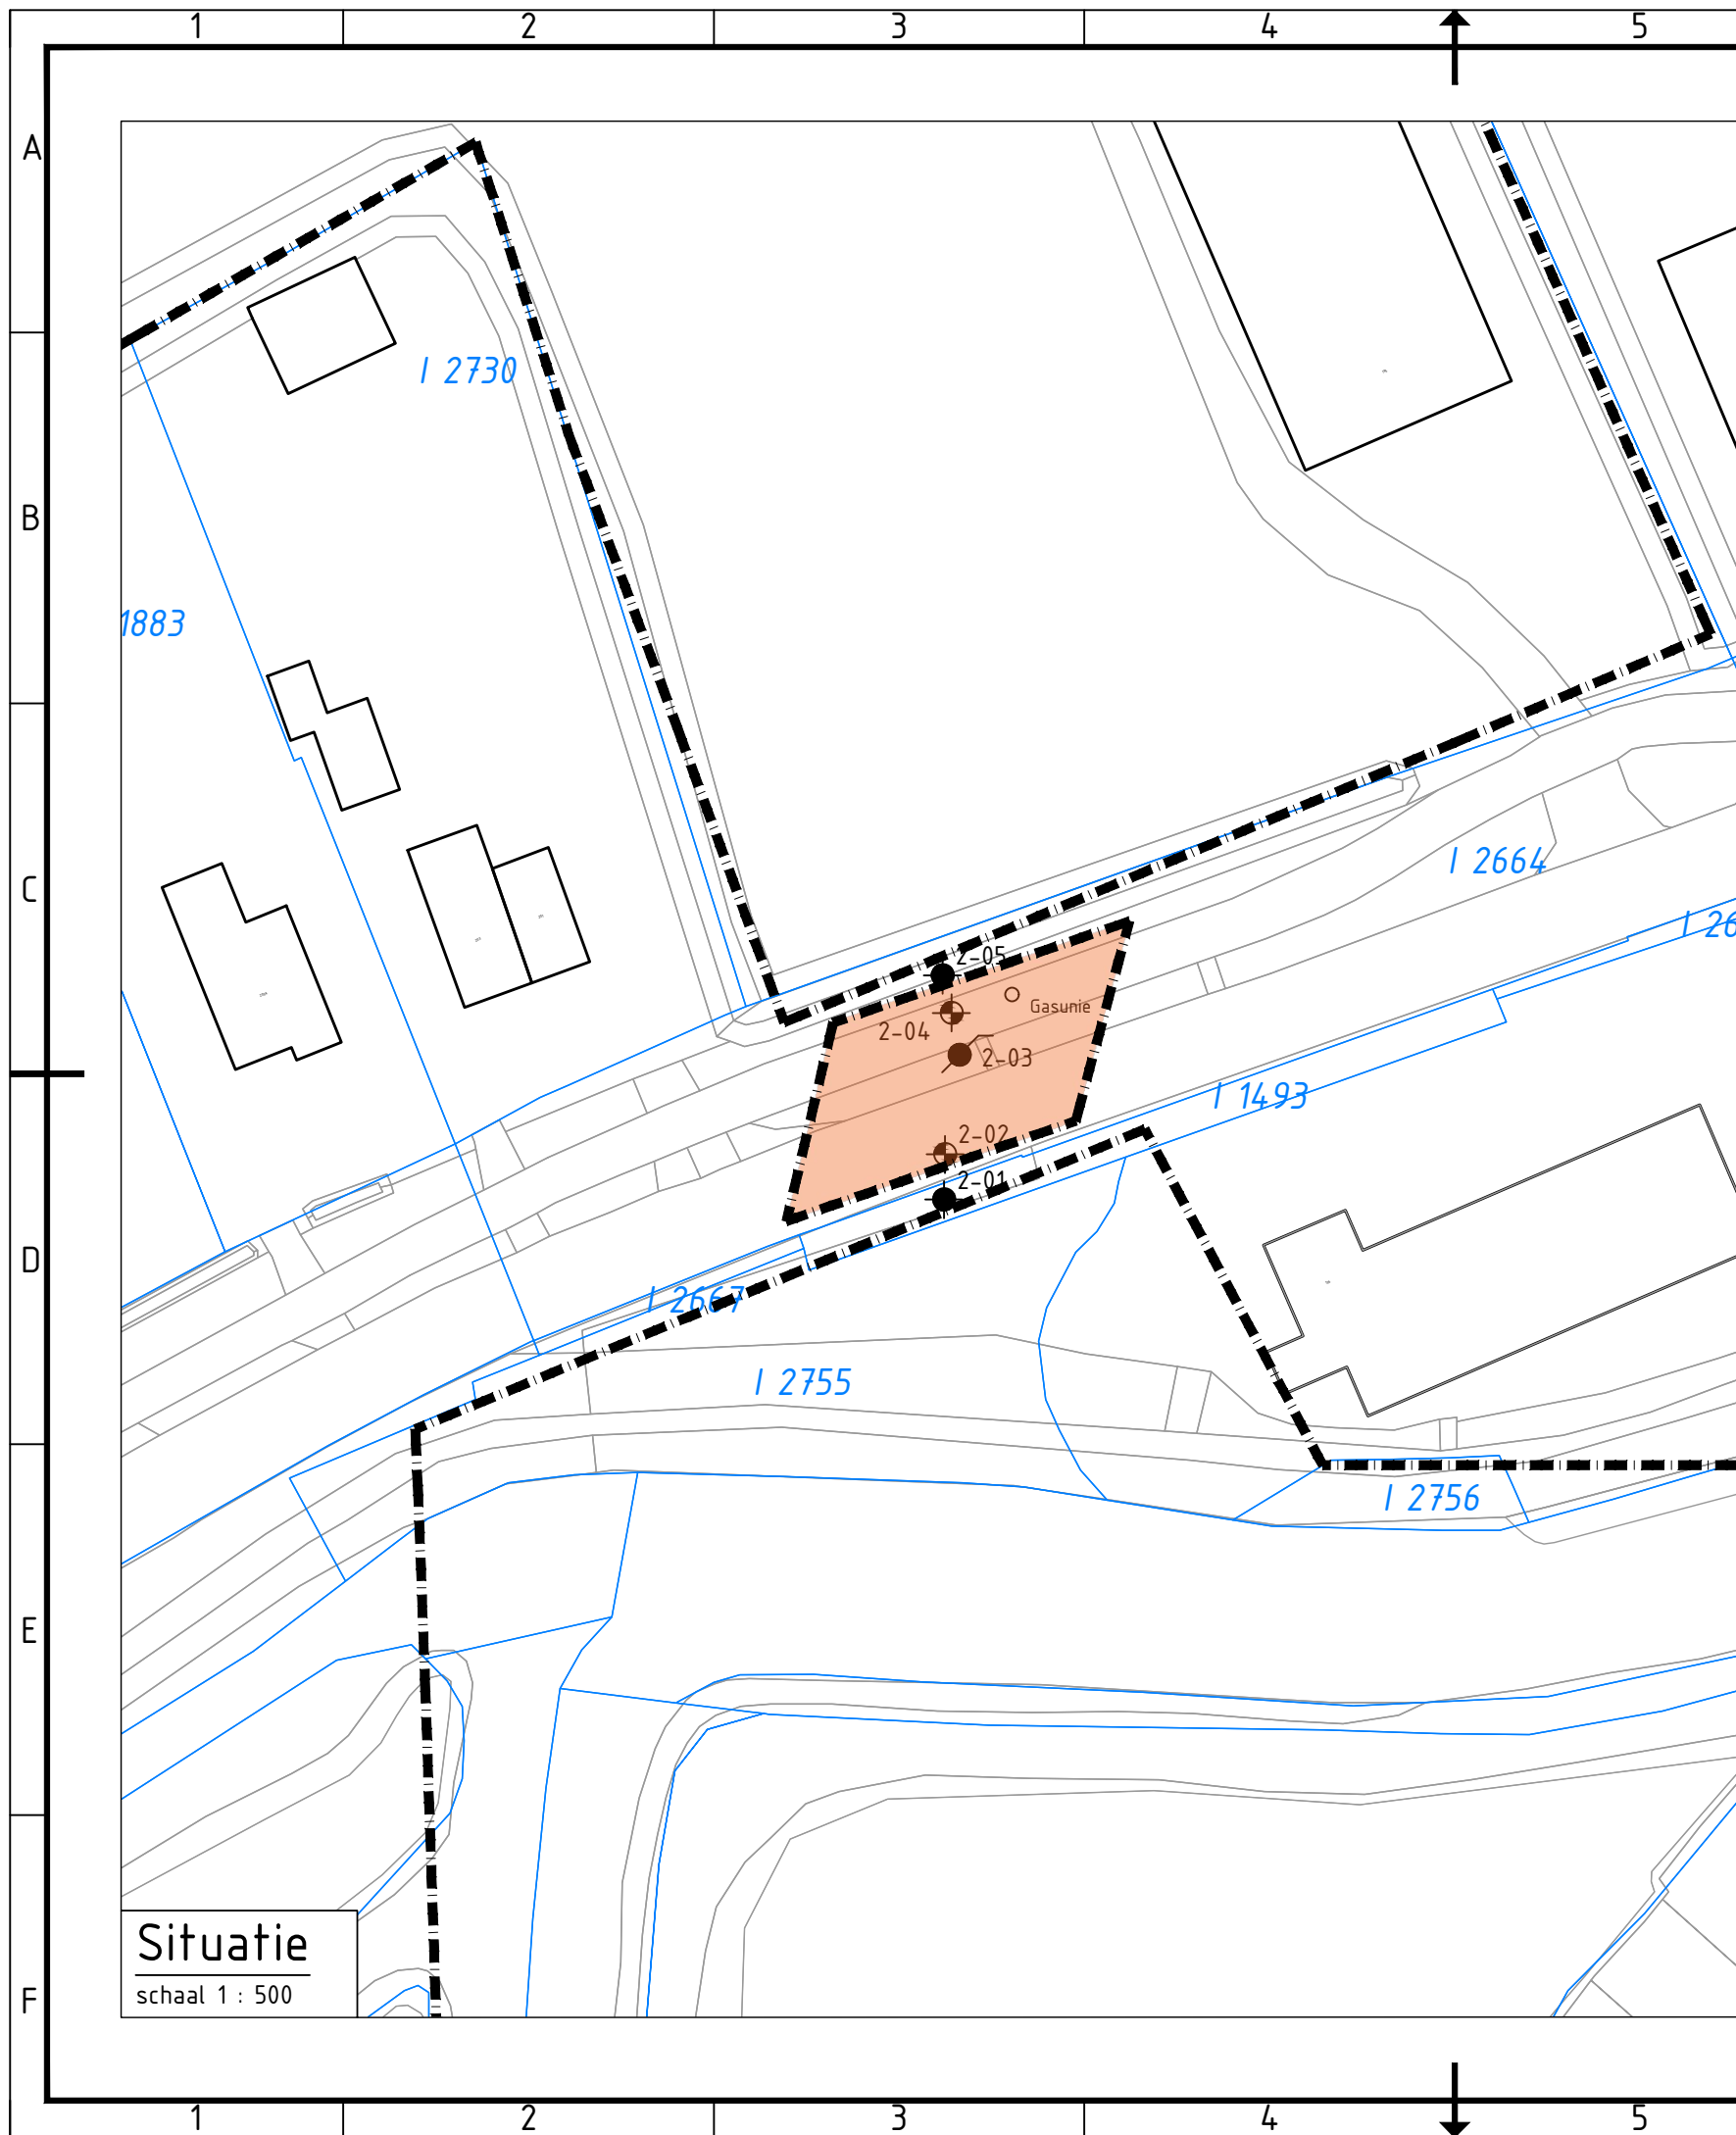 1 2 3 4 5
A
I 2730
B
1883
C
I 2664
I 26
2-05
Gasunie
2-04
2-03
I 1493
2-02
2-01
D
I 2667
I 2755
I 2756
E
Situatie
schaal 1 : 500
F
1 2 3 4 5